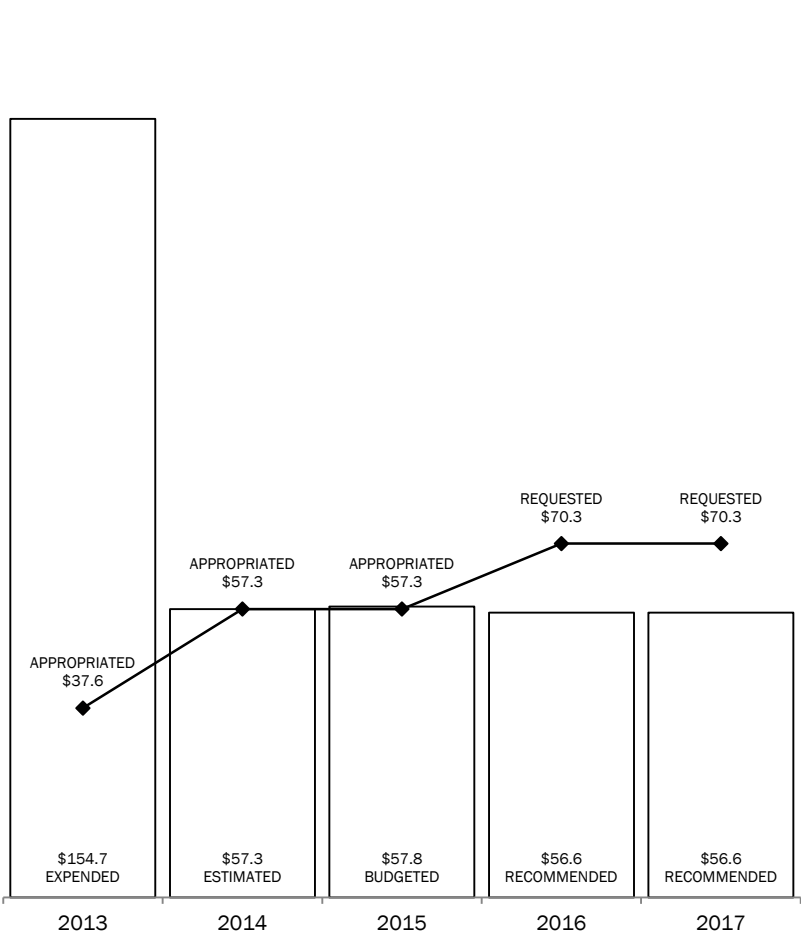 REQUESTED
$70.3
REQUESTED
$70.3
APPROPRIATED
$57.3
APPROPRIATED
$57.3
APPROPRIATED
$37.6
$154.7
EXPENDED
$57.3
ESTIMATED
$57.8
BUDGETED
$56.6
RECOMMENDED
$56.6
RECOMMENDED
2013
2014
2015
2016
2017